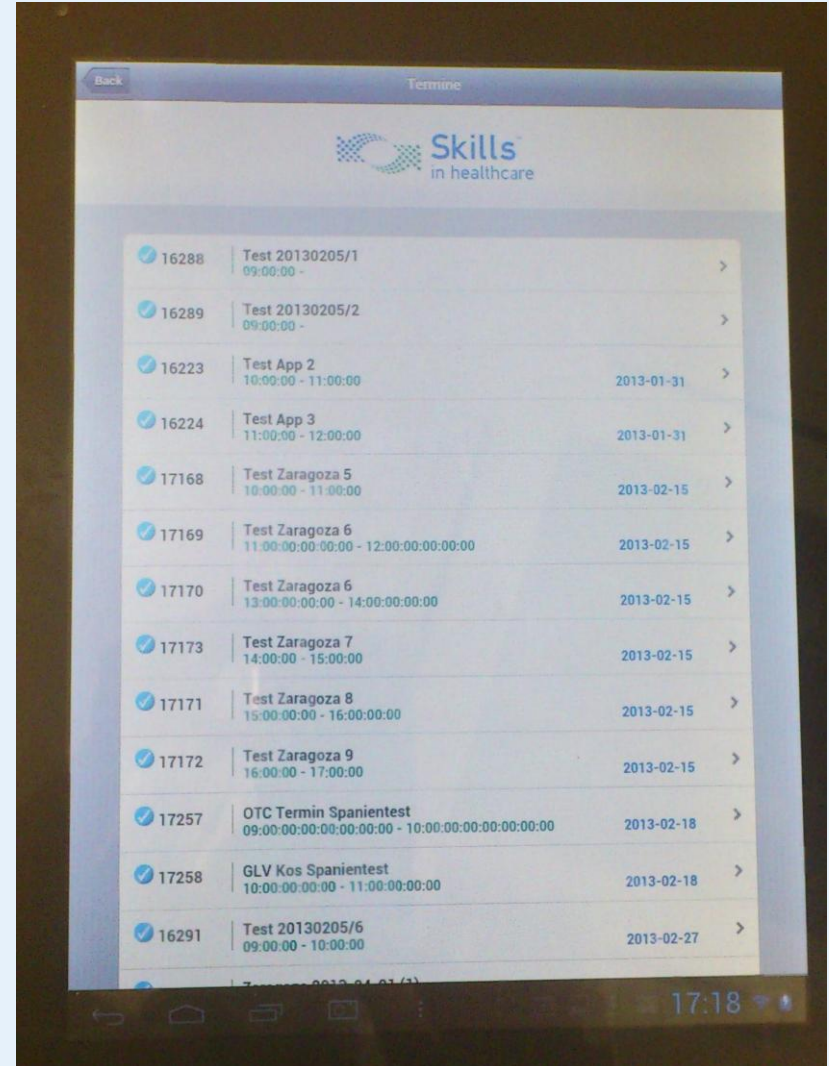 Back
Termine
Skills
in healthcare
16288
Test 20130205/1
09:00:00 -
16289
Test 20130205/2
09:00:00 -
16223
Test App 2
10:00:00 - 11:00:00
2013-01-31
16224
Test App 3
11:00:00 - 12:00:00
2013-01-31
17168
Test Zaragoza 5
10:00:00 - 11:00:00
2013-02-15
17169
Test Zaragoza 6
11:00:00:00:00:00 - 12:00:00:00:00:00
2013-02-15
17170
Test Zaragoza 6
13:00:00:00:00 - 14:00:00:00:00
2013-02-15
17173
Test Zaragoza 7
14:00:00 - 15:00:00
2013-02-15
17171
Test Zaragoza 8
15:00:00:00 - 16:00:00:00
2013-02-15
17172
Test Zaragoza 9
16:00:00 - 17:00:00
2013-02-15
17257
OTC Termin Spanientest
09:00:00:00:00:00:00:00 - 10:00:00:00:00:00:00:00
2013-02-18
17258
GLV Kos Spanientest
10:00:00:00:00 - 11:00:00:00:00
2013-02-18
16291
Test 20130205/6
09:00:00 - 10:00:00
2013-02-27
17:18